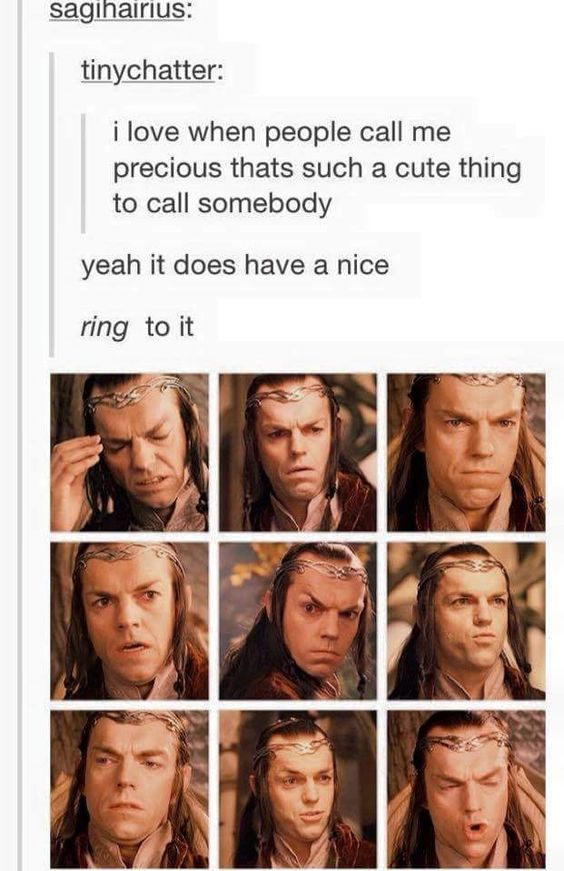 sagihairius:
tinychatter:
i love when people call me
precious thats such a cute thing
to call somebody
yeah it does have a nice
ring to it